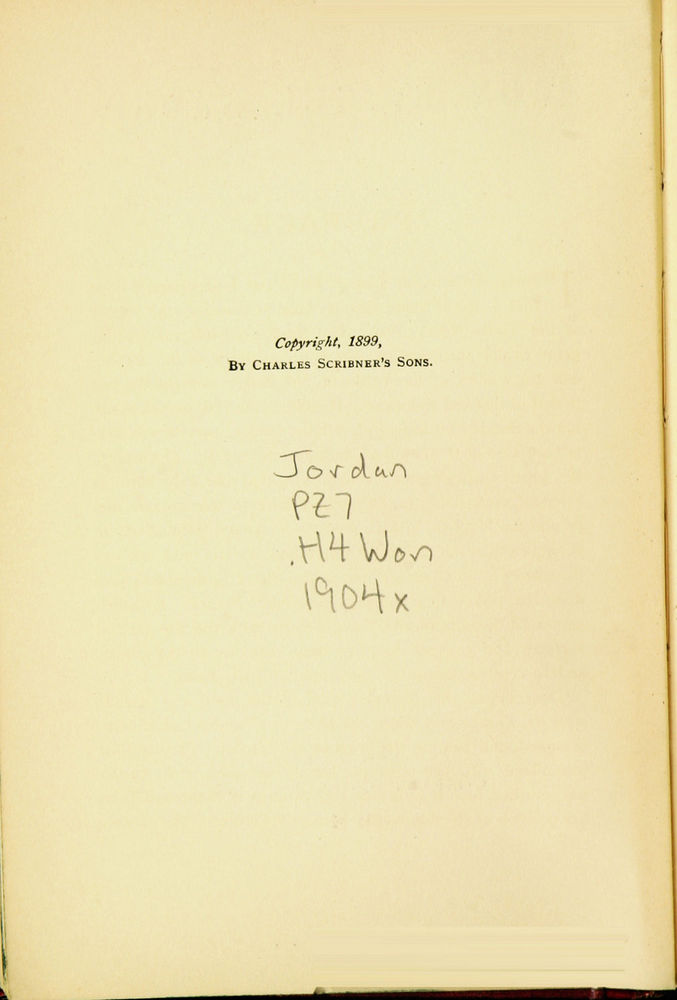 Copyright, 1899,
By Charles Scribner's Sons.
Jordan
PZ7
.H4 Won
1904x